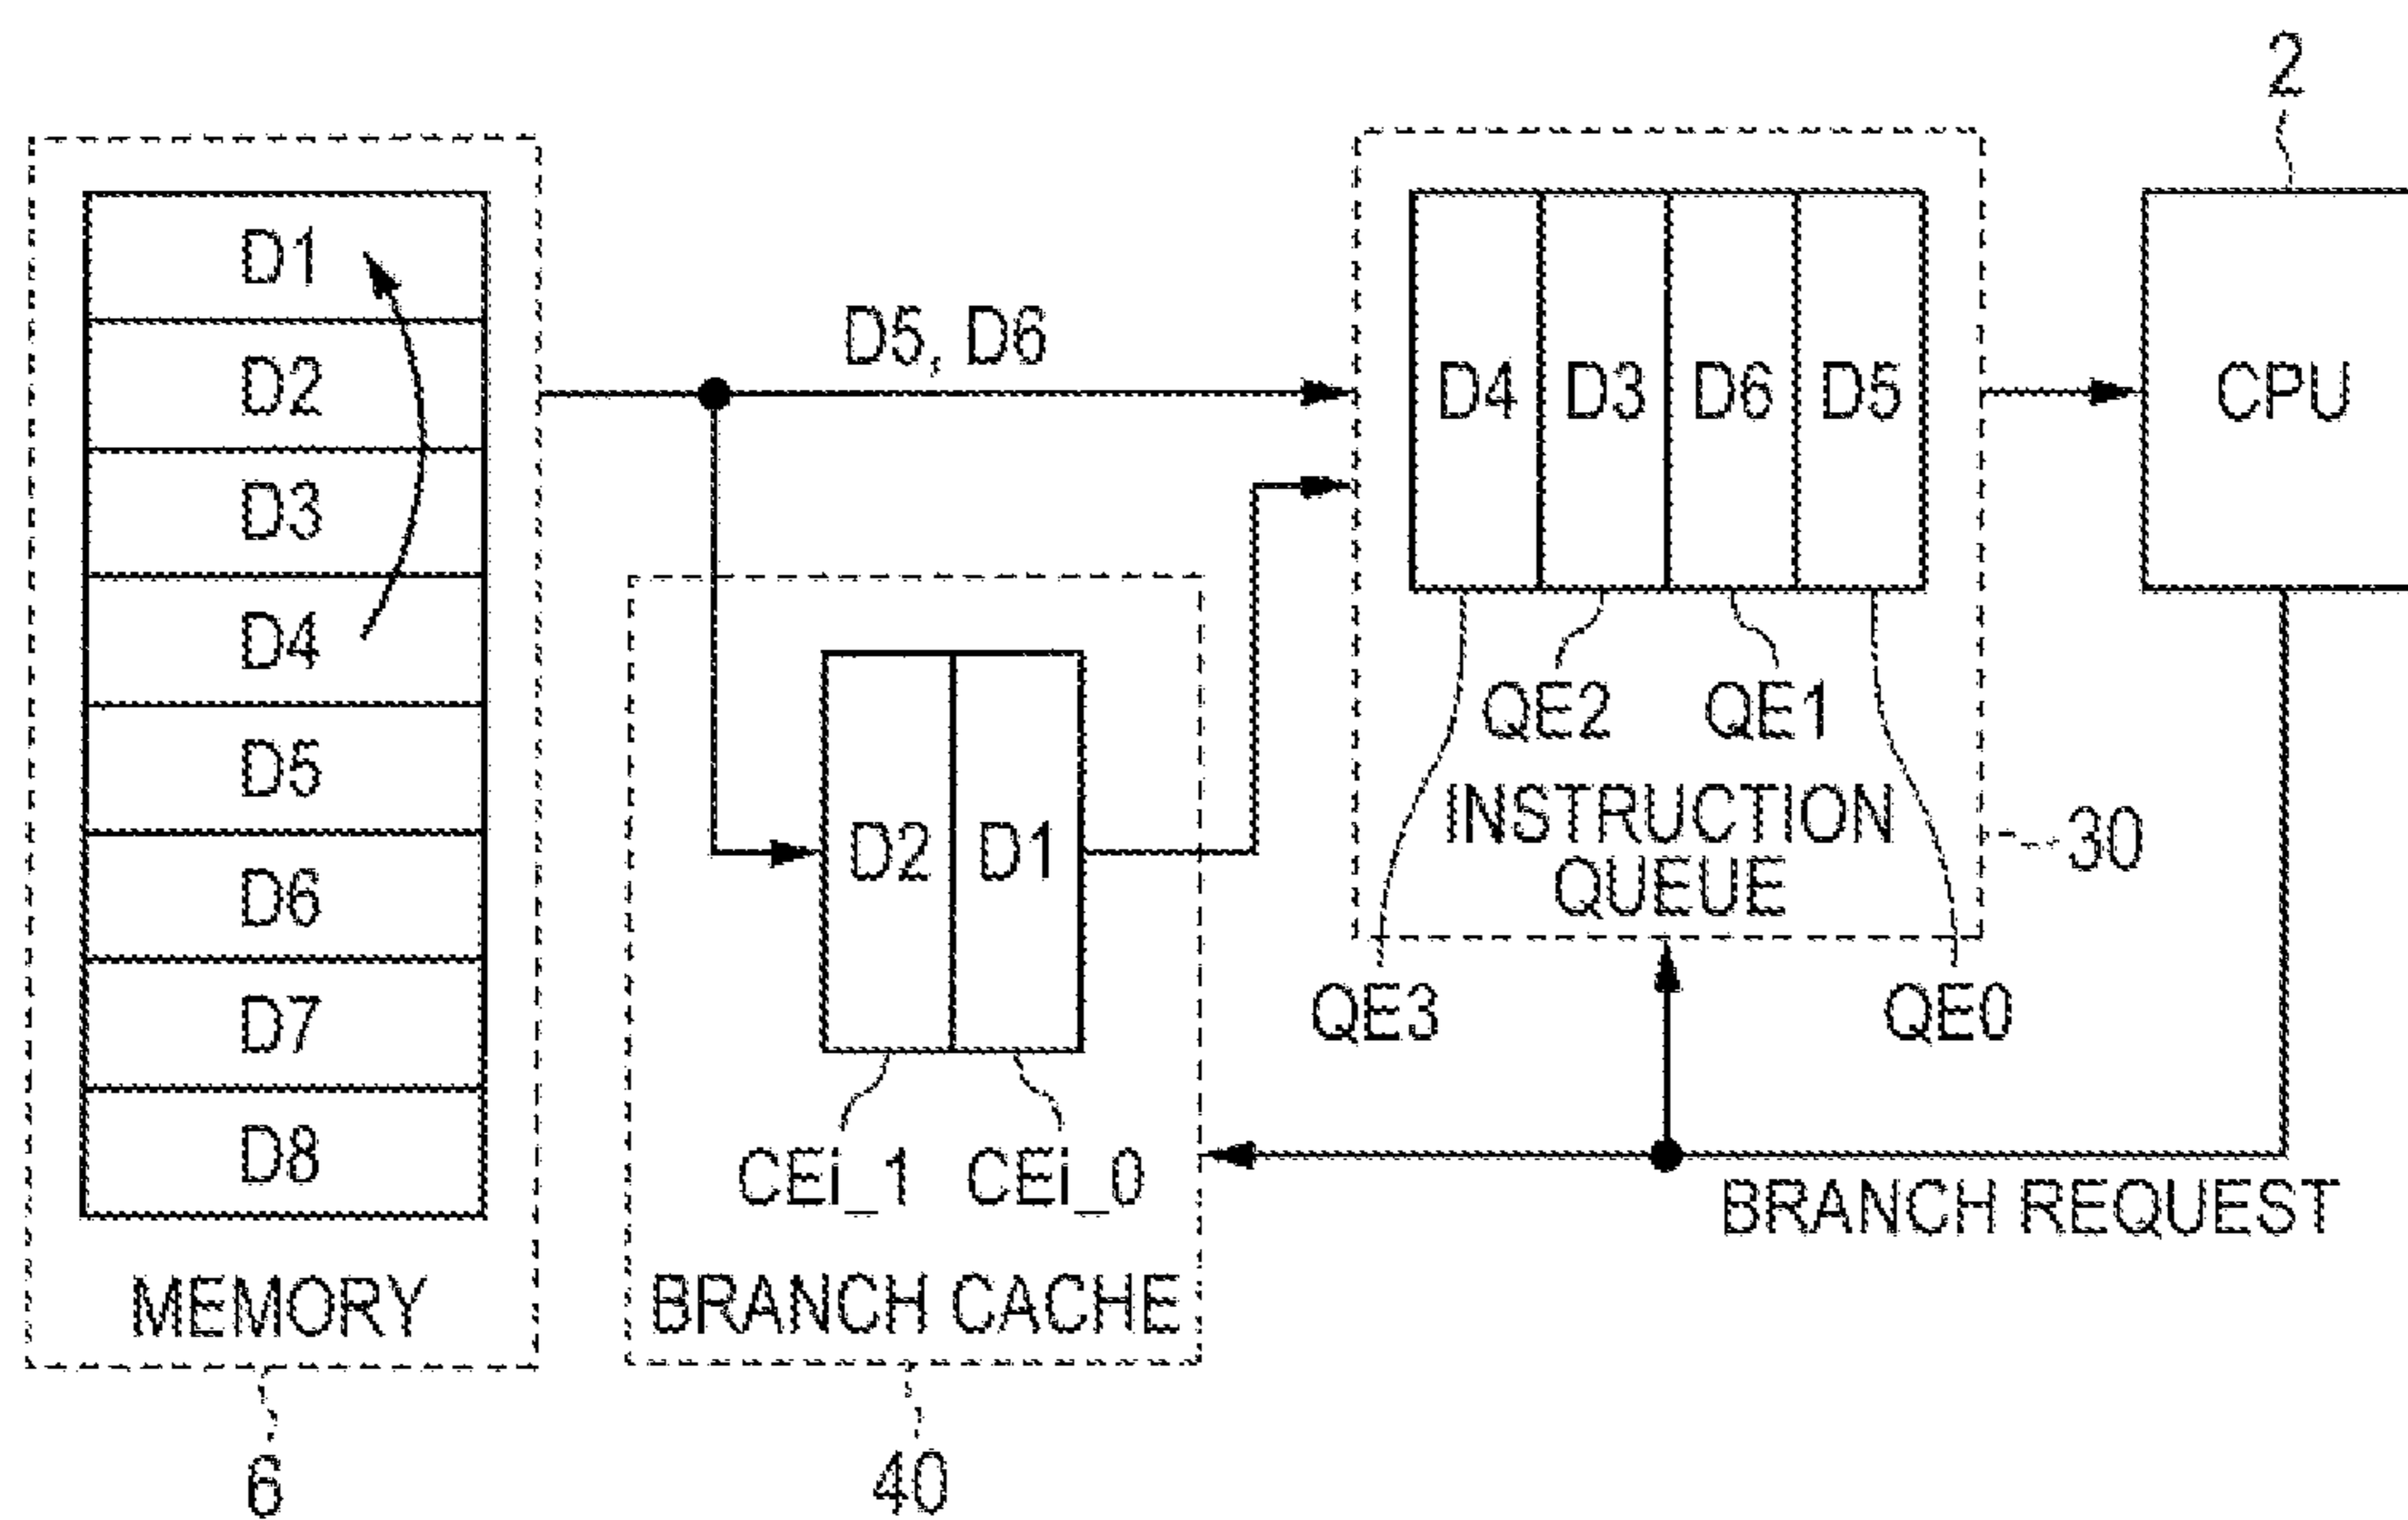 2
D1
D2
D3
D4
D5
D6
D7
D8
MEMORY
6
D5, D6
D2 D1
CEi_1 CEi_0
BRANCH CACHE
40
D4 D3 D6 D5
QE2 QE1
INSTRUCTION
QUEUE
QE3 QE0
30
CPU
BRANCH REQUEST